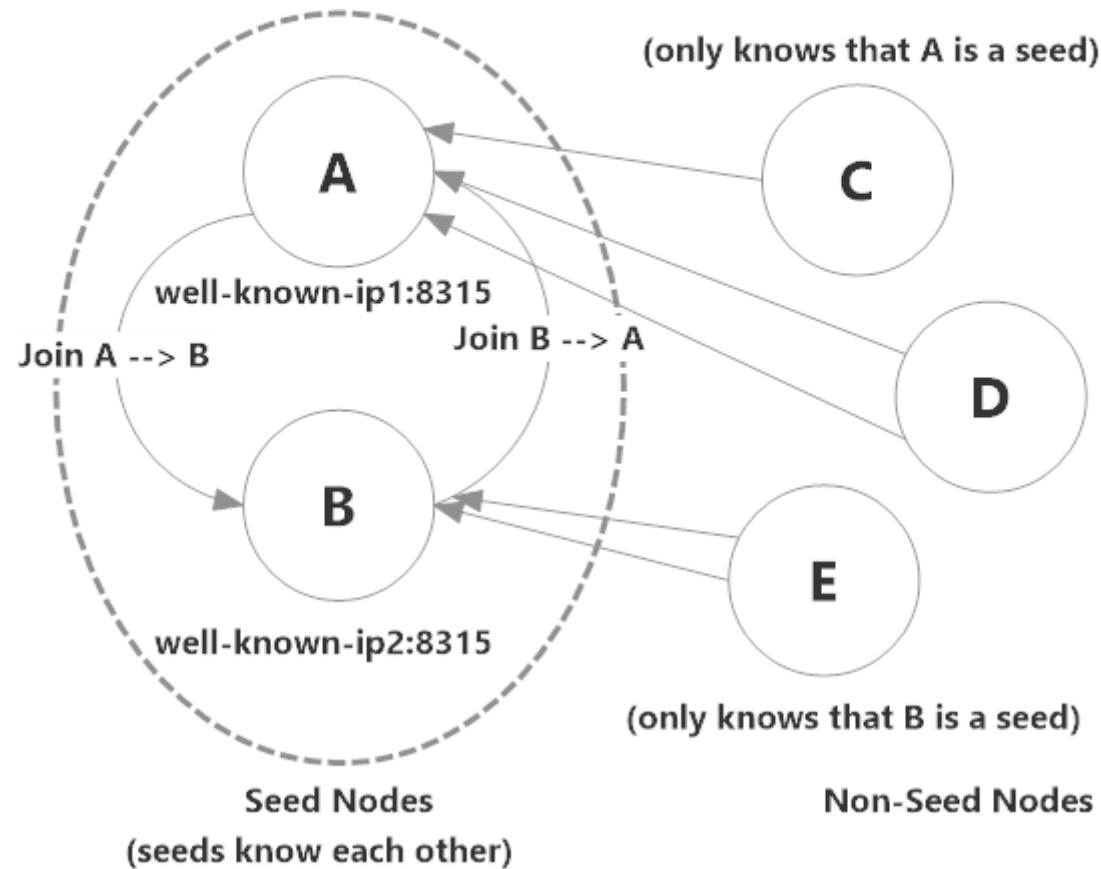 (only knows that A is a seed)
A
C
well-known-ip1:8315
Join A --> B
Join B --> A
D
B
E
well-known-ip2:8315
(only knows that B is a seed)
Seed Nodes
Non-Seed Nodes
(seeds know each other)